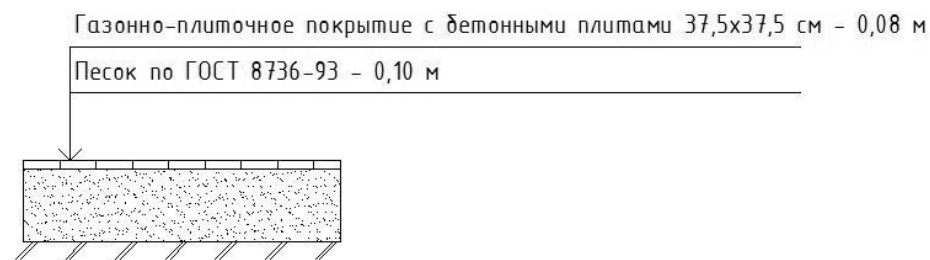 Газонно-плиточное покрытие с бетонными плитами 37,5х37,5 см - 0,08 м
Песок по ГОСТ 8736-93 - 0,10 м